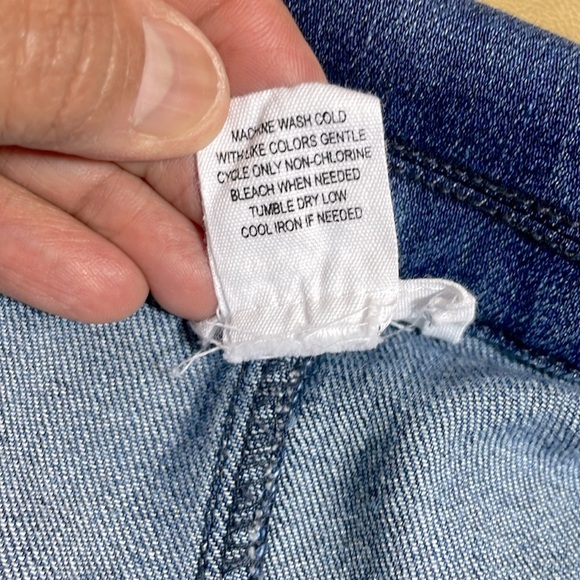 MACHINE WASH COLD
WITH LIKE COLORS GENTLE
CYCLE ONLY NON-CHLORINE
BLEACH WHEN NEEDED
TUMBLE DRY LOW
COOL IRON IF NEEDED